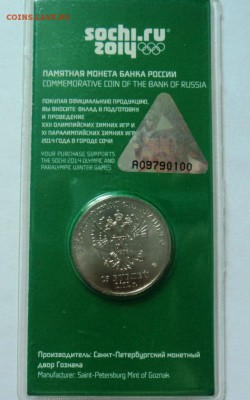 COINS.SU
sochi.ru
2014
ПАМЯТНАЯ МОНЕТА БАНКА РОССИИ
COMMEMORATIVE COIN OF THE BANK OF RUSSIA
ПОКУПАЯ ОФИЦИАЛЬНУЮ ПРОДУКЦИЮ,
ВЫ ВНОСИТЕ ВКЛАД В ПОДГОТОВКУ
И ПРОВЕДЕНИЕ
XXII ОЛИМПИЙСКИХ ЗИМНИХ ИГР И
XI ПАРАЛИМПИЙСКИХ ЗИМНИХ ИГР
2014 ГОДА В ГОРОДЕ СОЧИ
YOUR PURCHASE SUPPORTS
THE SOCHI 2014 OLYMPIC AND
PARALYMPIC WINTER GAMES
A09790100
25 РУБЛЕЙ
Производитель: Санкт-Петербургский монетный
двор Гознака
Manufacturer: Saint-Petersburg Mint of Goznak